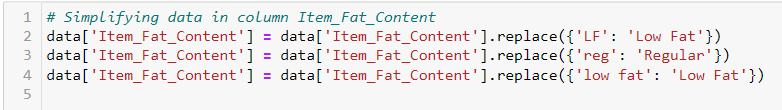 1 # Simplifying data in column Item_Fat_Content
2 data['Item_Fat_Content'] = data['Item_Fat_Content'].replace({'LF': 'Low Fat'})
3 data['Item_Fat_Content'] = data['Item_Fat_Content'].replace({'reg': 'Regular'})
4 data['Item_Fat_Content'] = data['Item_Fat_Content'].replace({'low fat': 'Low Fat'})
5